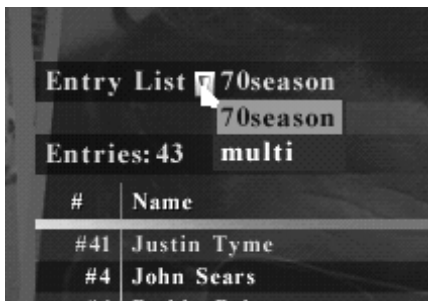 Entry List 70season
70season
Entries: 43 multi
# Name
#41 Justin Tyme
#4 John Sears